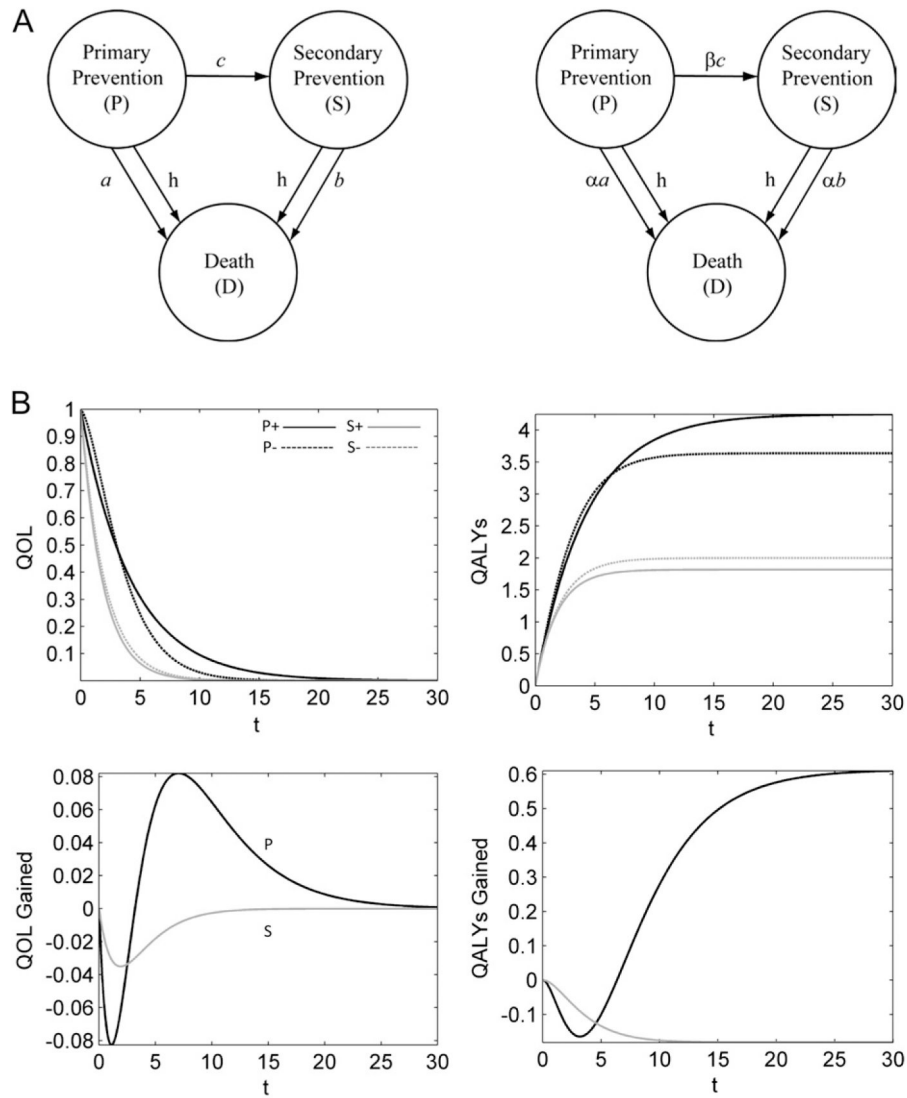 A
Primary
Prevention
(P)
c
Secondary
Prevention
(S)
a
h
h
b
Death
(D)
Primary
Prevention
(P)
βc
Secondary
Prevention
(S)
αa
h
h
αb
Death
(D)
B
QOL
1
0.9
0.8
0.7
0.6
0.5
0.4
0.3
0.2
0.1
P+ S+
P- S-
0 5 10 15 20 25 30
t
QALYs
4
3.5
3
2.5
2
1.5
1
0.5
0
0 5 10 15 20 25 30
t
QOL Gained
0.08
0.06
0.04
0.02
0
-0.02
-0.04
-0.06
-0.08
P
S
0 5 10 15 20 25 30
t
QALYs Gained
0.6
0.5
0.4
0.3
0.2
0.1
0
-0.1
0 5 10 15 20 25 30
t